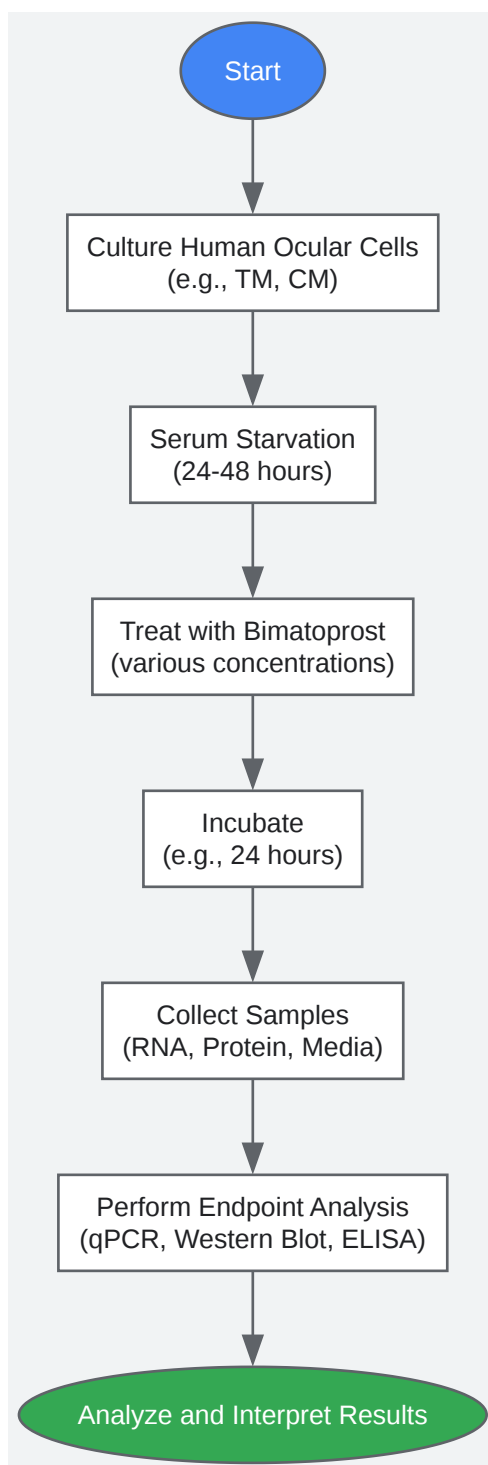 Start
Culture Human Ocular Cells
(e.g., TM, CM)
Serum Starvation
(24-48 hours)
Treat with Bimatoprost
(various concentrations)
Incubate
(e.g., 24 hours)
Collect Samples
(RNA, Protein, Media)
Perform Endpoint Analysis
(qPCR, Western Blot, ELISA)
Analyze and Interpret Results